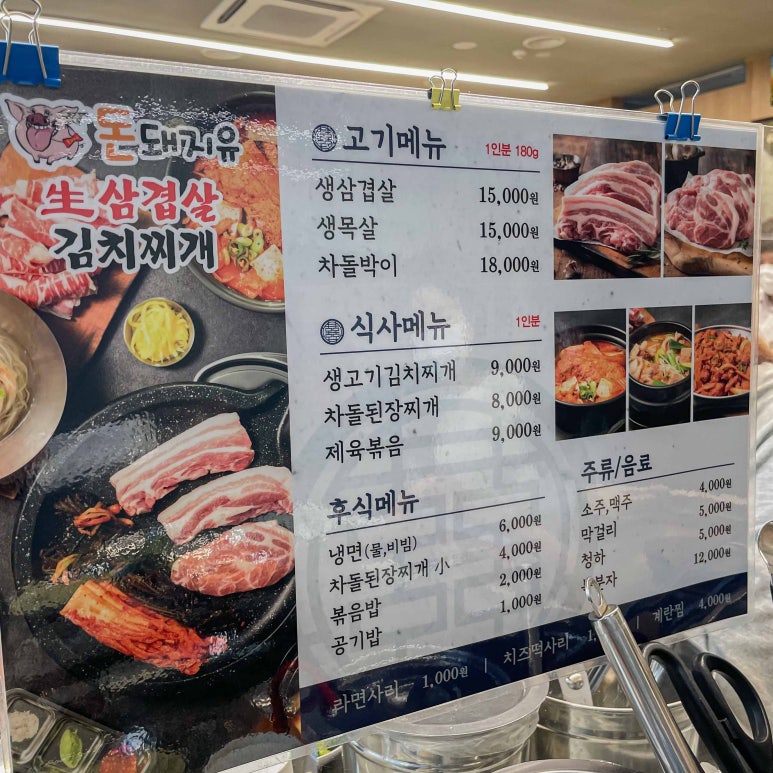 돈돼지유
生삼겹살
김치찌개
고기메뉴 1인분 180g
생삼겹살 15,000원
생목살 15,000원
차돌박이 18,000원
식사메뉴 1인분
생고기김치찌개 9,000원
차돌된장찌개 8,000원
제육볶음 9,000원
후식메뉴
냉면(물,비빔) 6,000원
차돌된장찌개 小 4,000원
볶음밥 2,000원
공기밥 1,000원
주류/음료
소주,맥주 4,000원
막걸리 5,000원
청하 5,000원
부자 12,000원
라면사리 1,000원 | 치즈떡사리 | 계란찜 4,000원